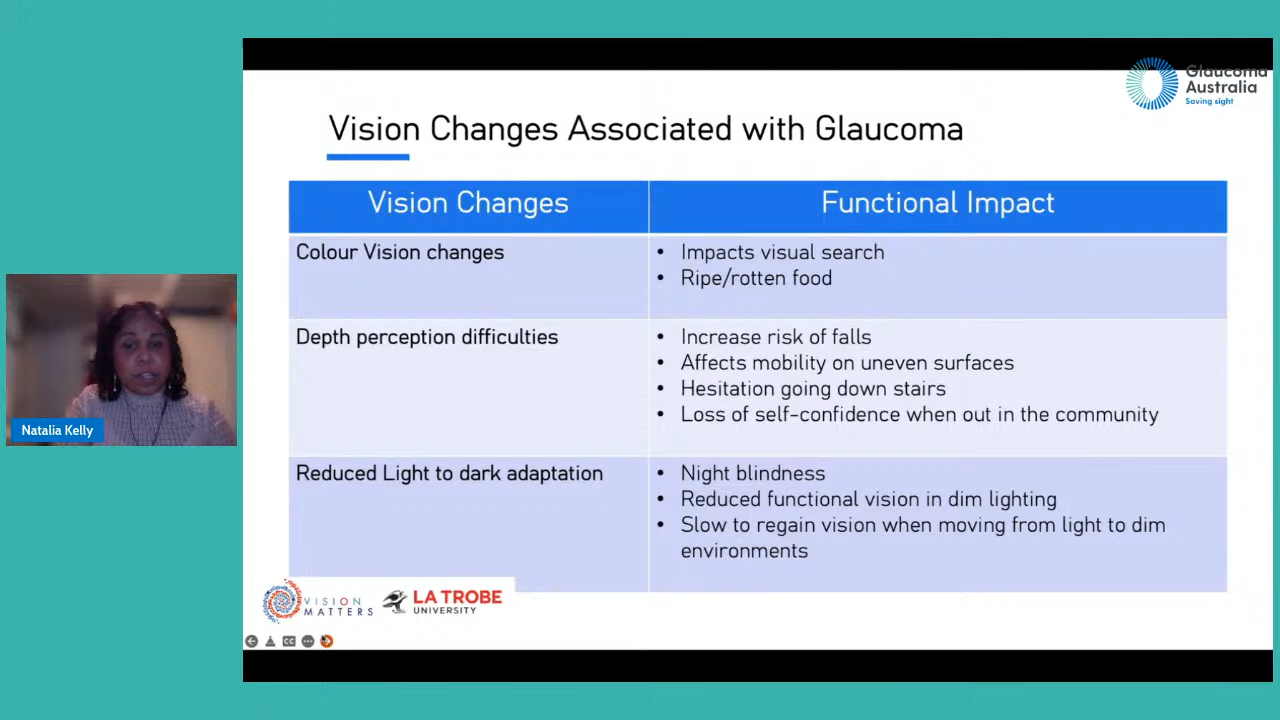 Glaucoma
Australia
Saving sight
Vision Changes Associated with Glaucoma
Vision Changes
Functional Impact
Colour Vision changes
• Impacts visual search
• Ripe/rotten food
Depth perception difficulties
• Increase risk of falls
• Affects mobility on uneven surfaces
• Hesitation going down stairs
• Loss of self-confidence when out in the community
Reduced Light to dark adaptation
• Night blindness
• Reduced functional vision in dim lighting
• Slow to regain vision when moving from light to dim
environments
Natalia Kelly
VISION
MATTERS
LA TROBE
UNIVERSITY
CC